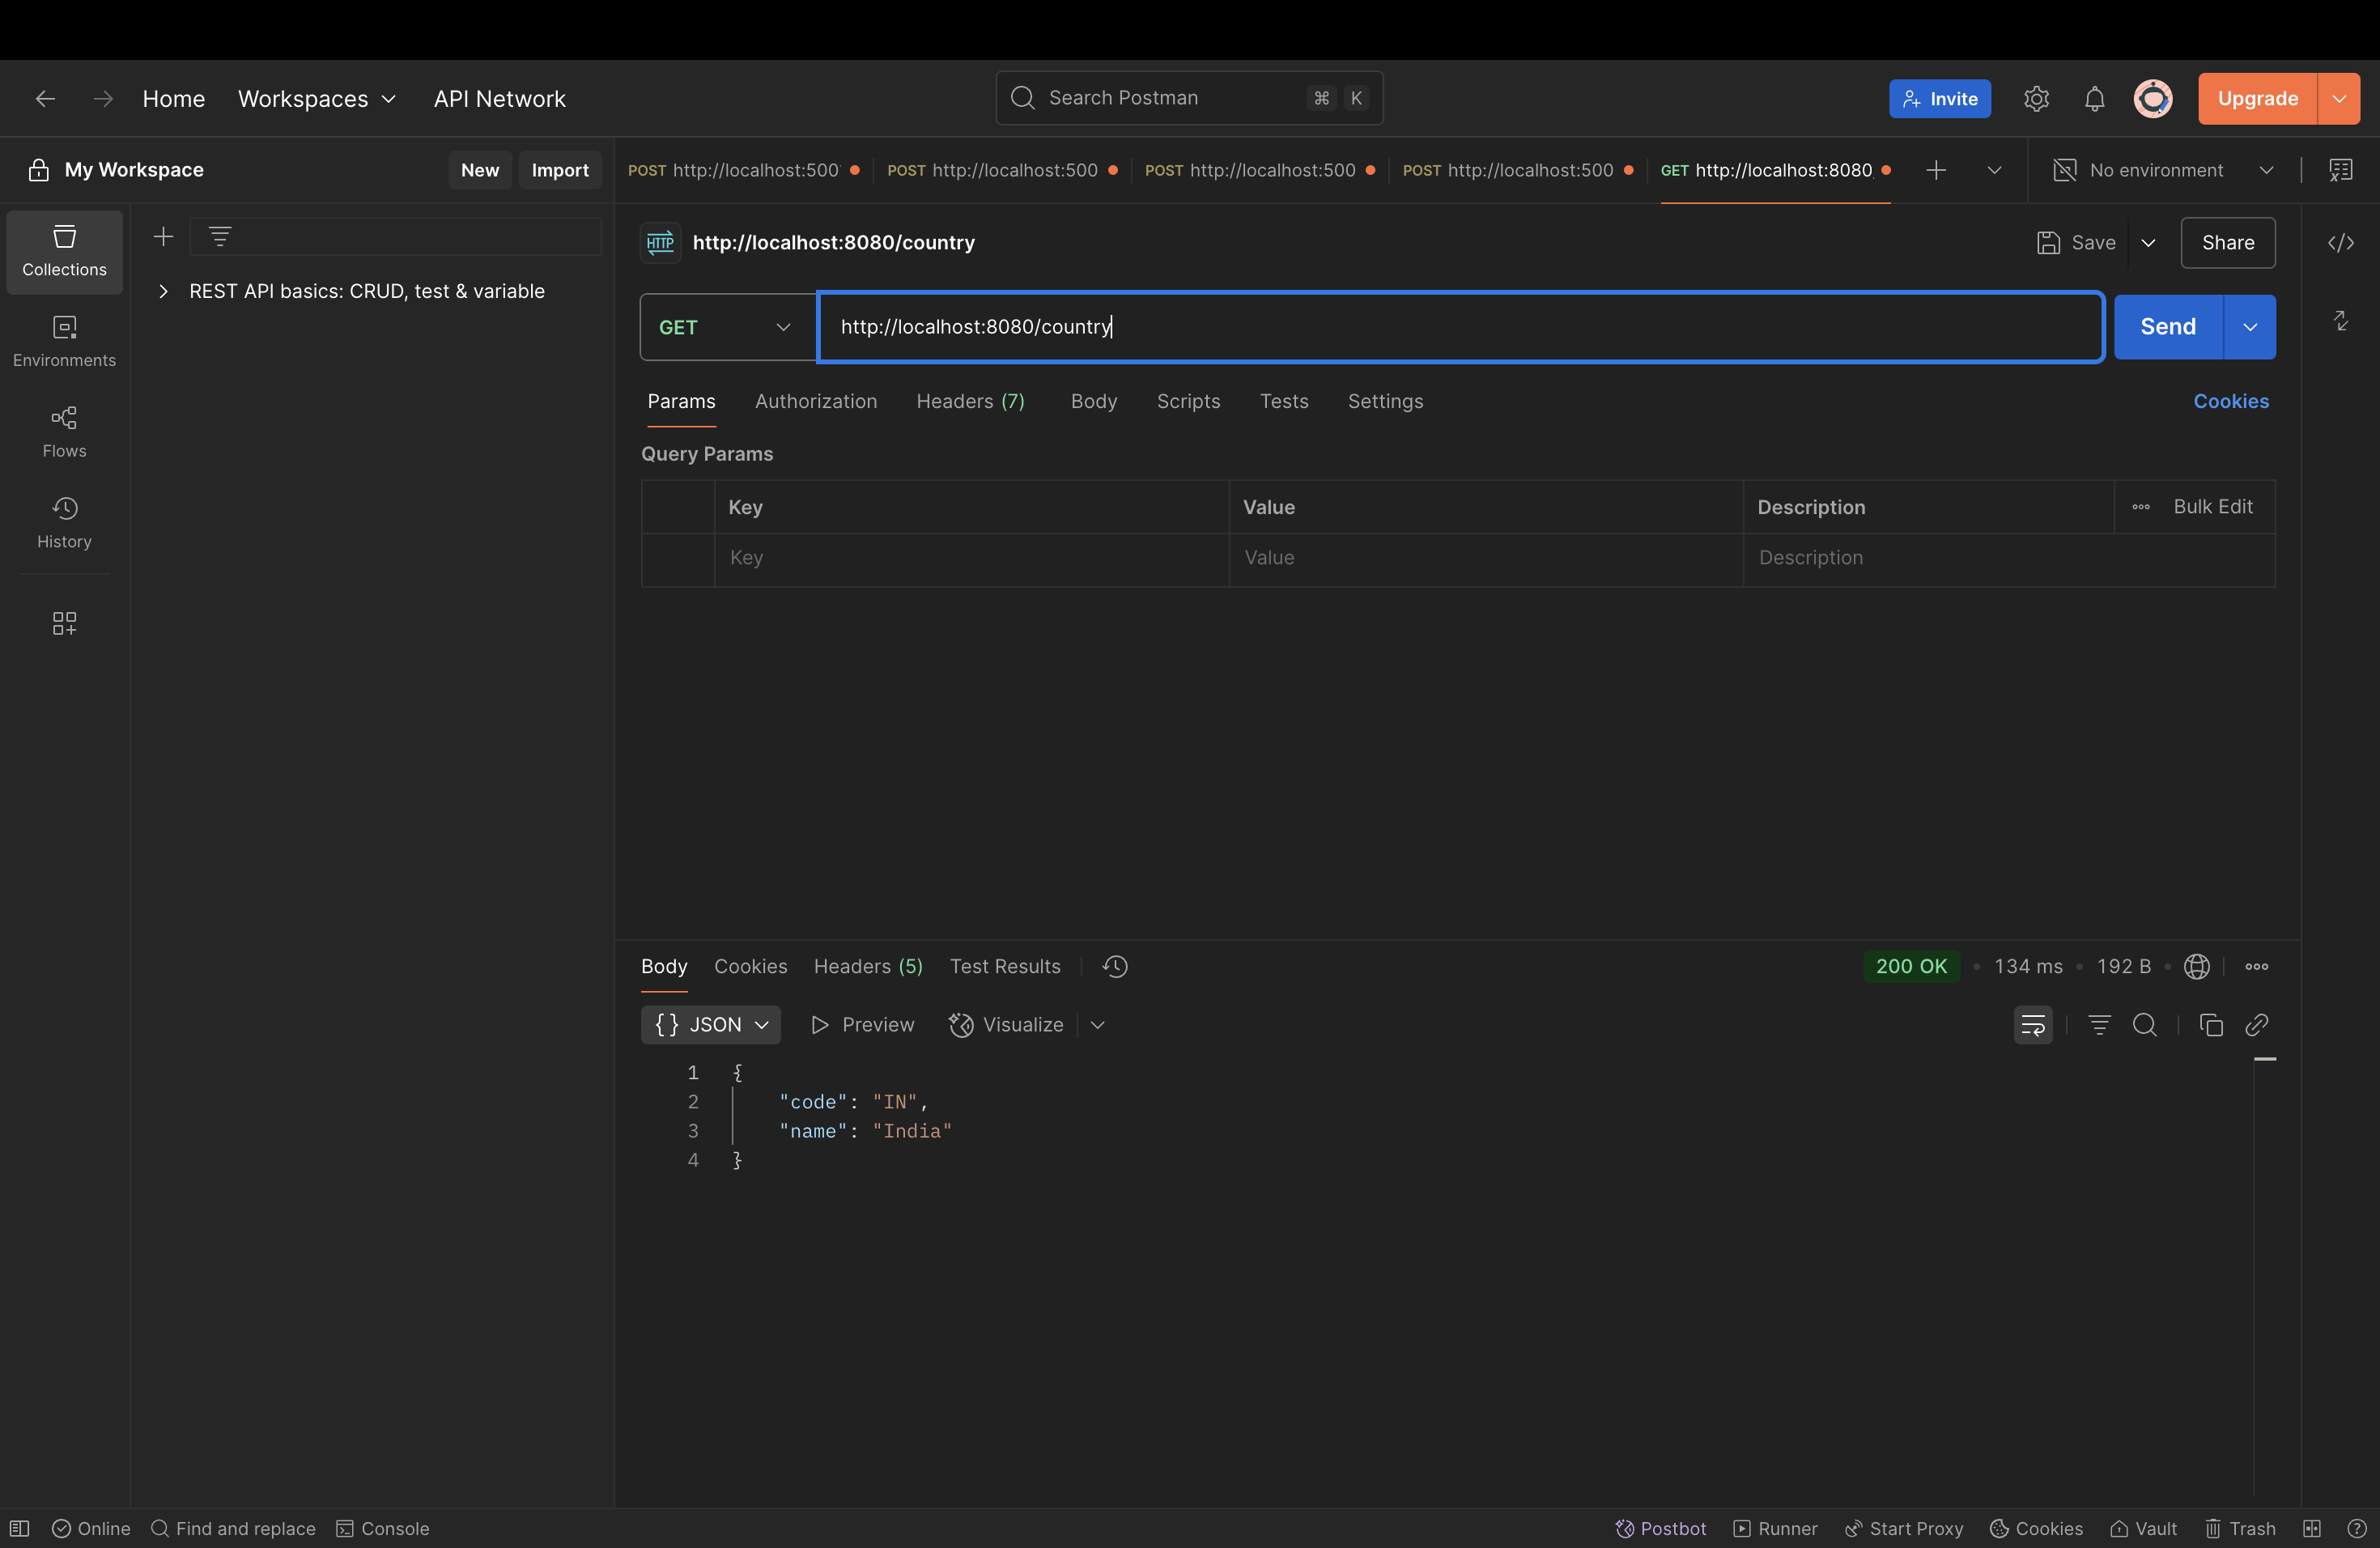 Home Workspaces API Network
Search Postman ⌘ K
Invite Upgrade
My Workspace New Import
POST http://localhost:500 POST http://localhost:500 POST http://localhost:500 POST http://localhost:500 GET http://localhost:8080
No environment
Collections
Environments
Flows
History
REST API basics: CRUD, test & variable
HTTP http://localhost:8080/country
Save Share
GET http://localhost:8080/country Send
Params Authorization Headers (7) Body Scripts Tests Settings Cookies
Query Params
Key Value Description Bulk Edit
Key Value Description
Body Cookies Headers (5) Test Results 200 OK • 134 ms • 192 B •
{} JSON Preview Visualize
1 {
2 "code": "IN",
3 "name": "India"
4 }
Online Find and replace Console Postbot Runner Start Proxy Cookies Vault Trash